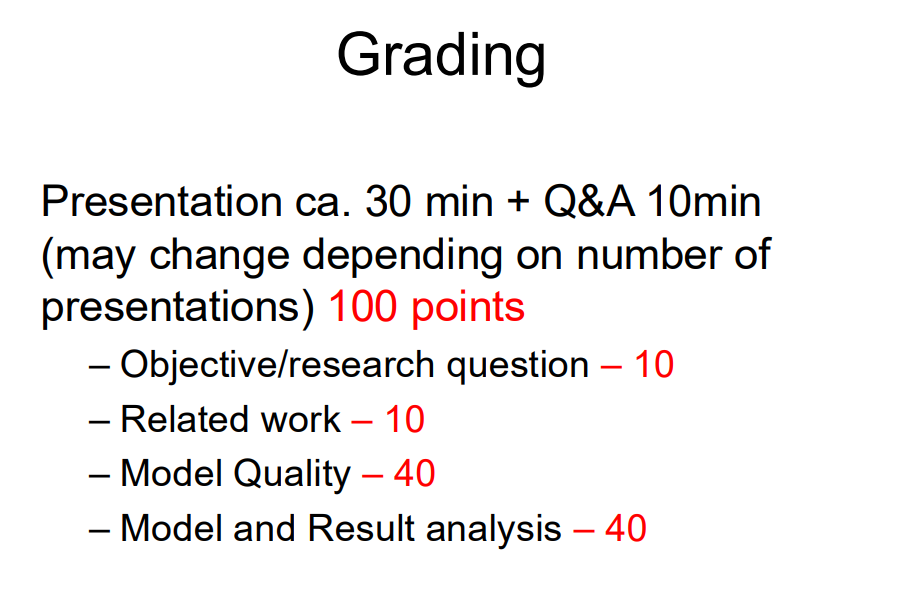 Grading
Presentation ca. 30 min + Q&A 10min
(may change depending on number of
presentations) 100 points
– Objective/research question – 10
– Related work – 10
– Model Quality – 40
– Model and Result analysis – 40